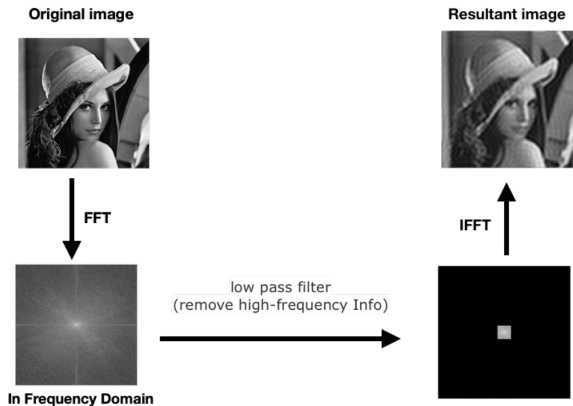 Original image
Resultant image
FFT
IFFT
low pass filter
(remove high-frequency Info)
In Frequency Domain